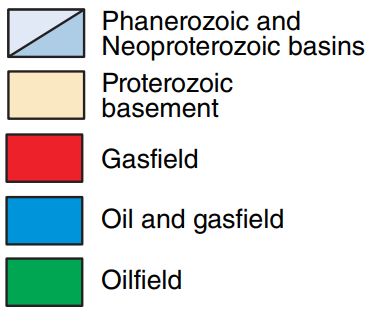 Phanerozoic and
Neoproterozoic basins
Proterozoic
basement
Gasfield
Oil and gasfield
Oilfield